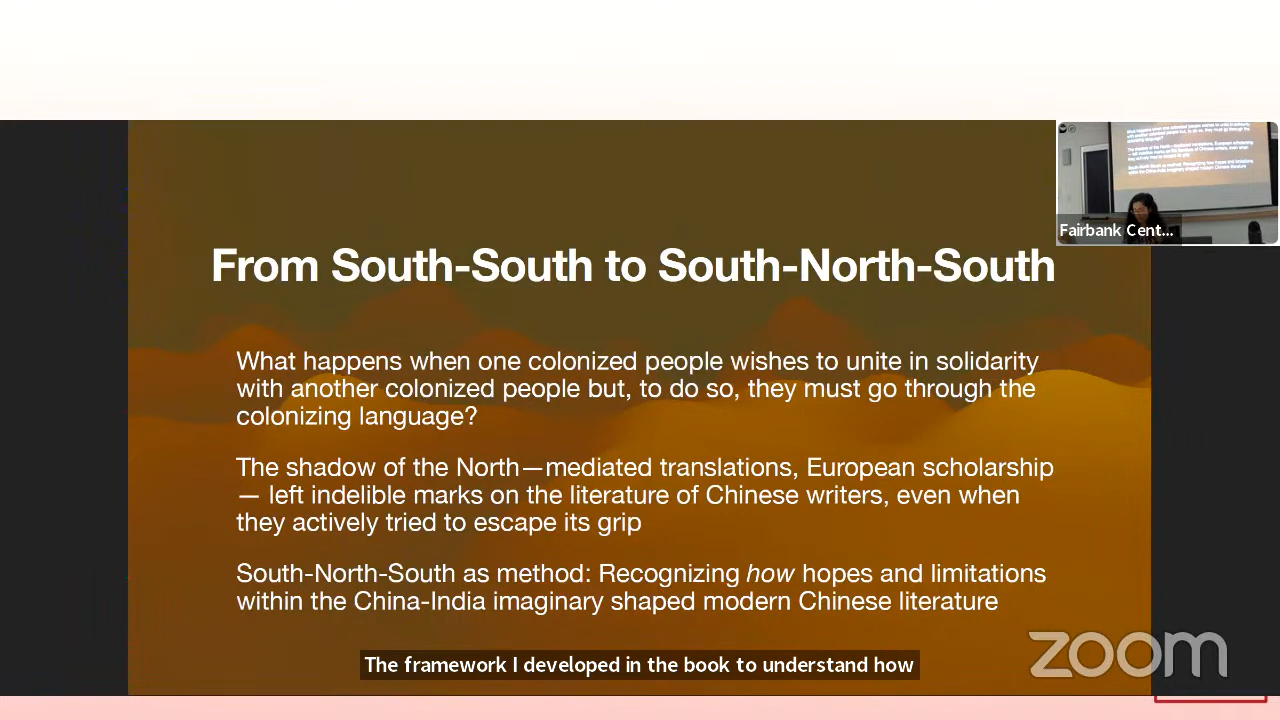 Fairbank Cent...
From South-South to South-North-South
What happens when one colonized people wishes to unite in solidarity
with another colonized people but, to do so, they must go through the
colonizing language?
The shadow of the North—mediated translations, European scholarship
— left indelible marks on the literature of Chinese writers, even when
they actively tried to escape its grip
South-North-South as method: Recognizing how hopes and limitations
within the China-India imaginary shaped modern Chinese literature
The framework I developed in the book to understand how
zoom